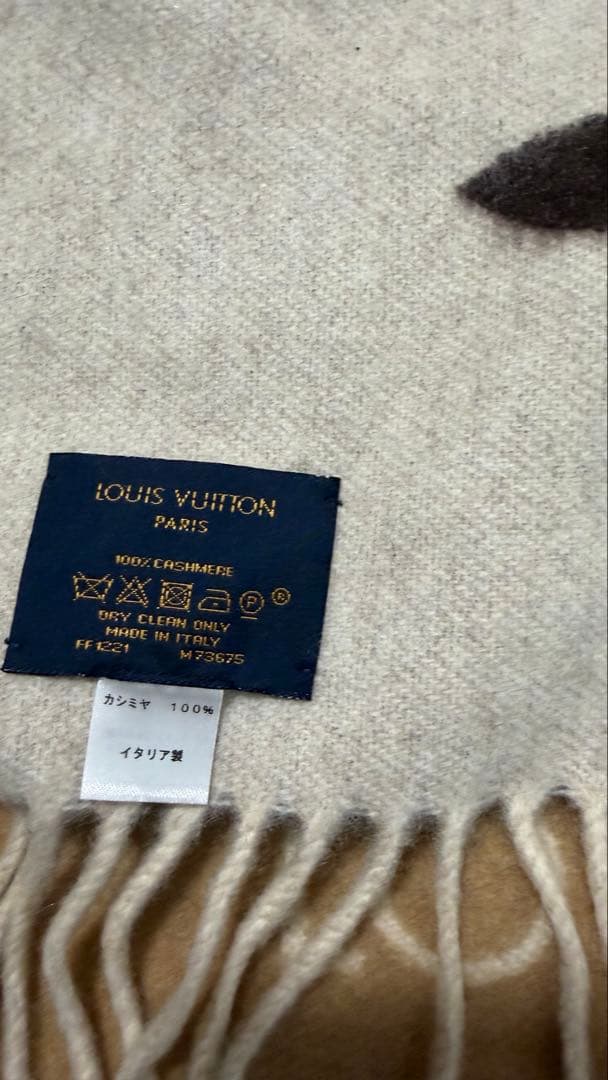 LOUIS VUITTON
PARIS
100% CASHMERE
P ®
DRY CLEAN ONLY
MADE IN ITALY
FF1221 M73675
カシミヤ 100%
イタリア製